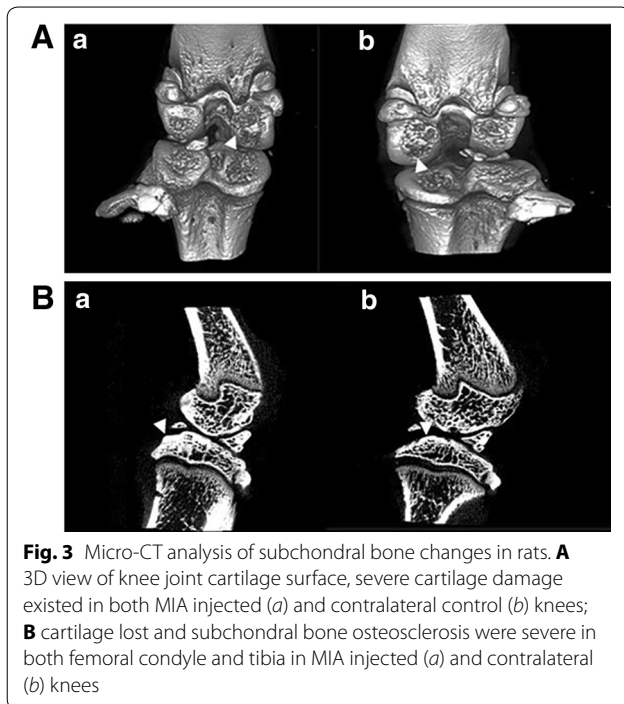 A
a
b
B
a
b
Fig. 3 Micro-CT analysis of subchondral bone changes in rats. A
3D view of knee joint cartilage surface, severe cartilage damage
existed in both MIA injected (a) and contralateral control (b) knees;
B cartilage lost and subchondral bone osteosclerosis were severe in
both femoral condyle and tibia in MIA injected (a) and contralateral
(b) knees